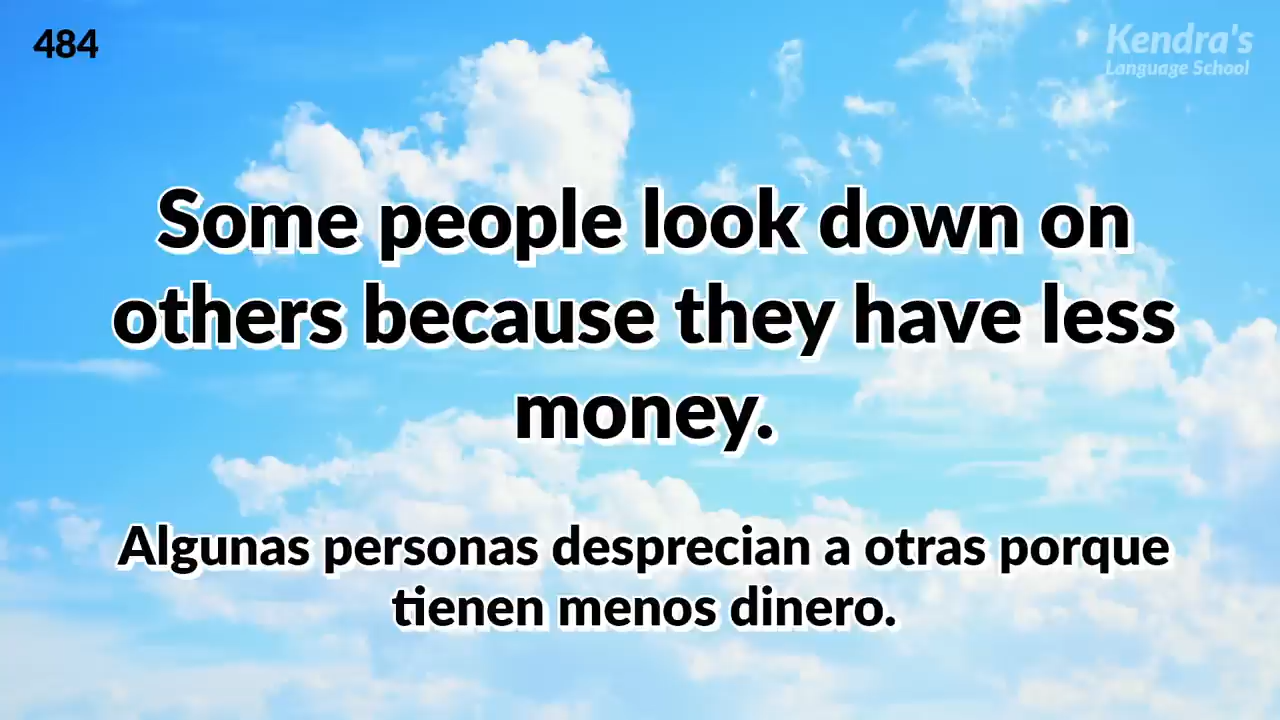 484
Kendra's
Language School
Some people look down on
others because they have less
money.
Algunas personas desprecian a otras porque
tienen menos dinero.